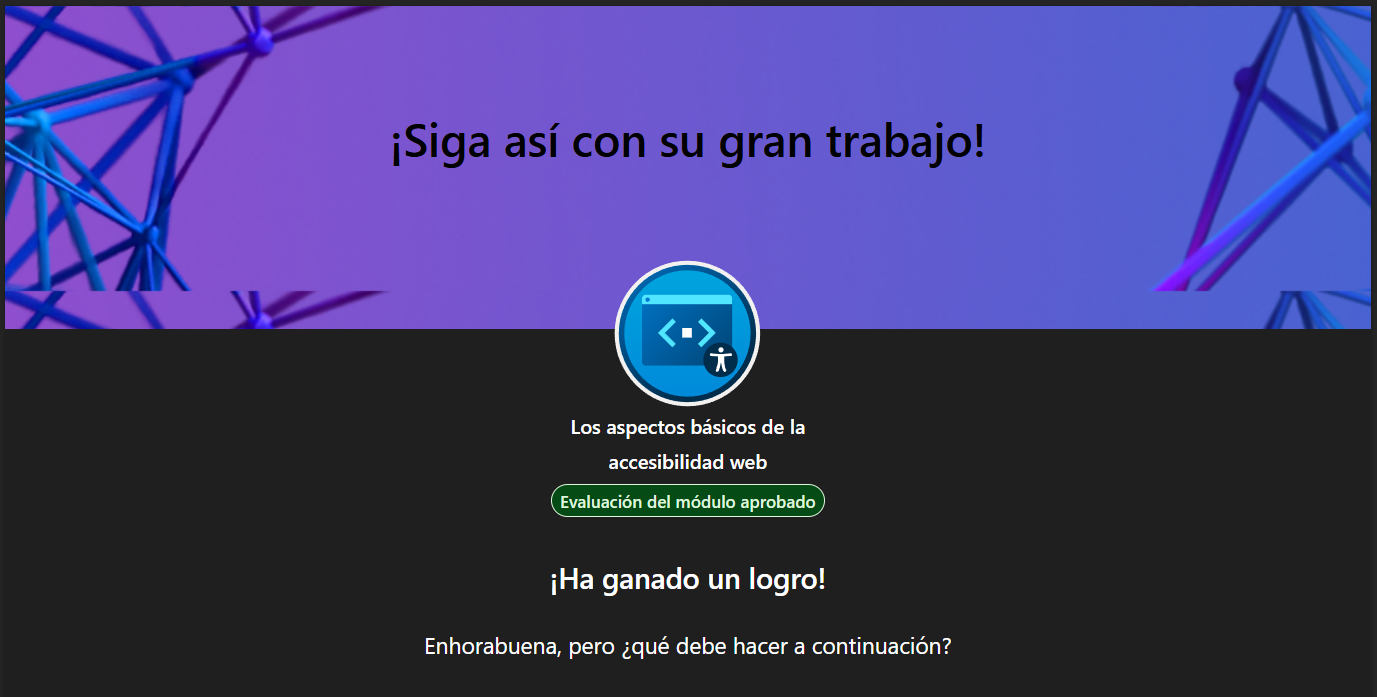 ¡Siga así con su gran trabajo!
Los aspectos básicos de la
accesibilidad web
Evaluación del módulo aprobado
¡Ha ganado un logro!
Enhorabuena, pero ¿qué debe hacer a continuación?